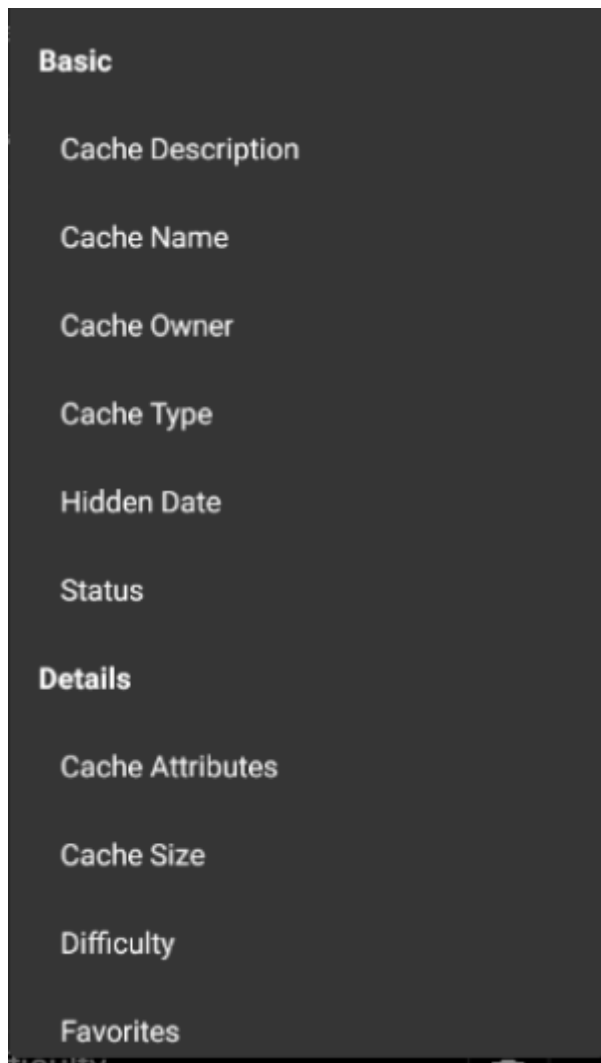 Basic
Cache Description
Cache Name
Cache Owner
Cache Type
Hidden Date
Status
Details
Cache Attributes
Cache Size
Difficulty
Favorites